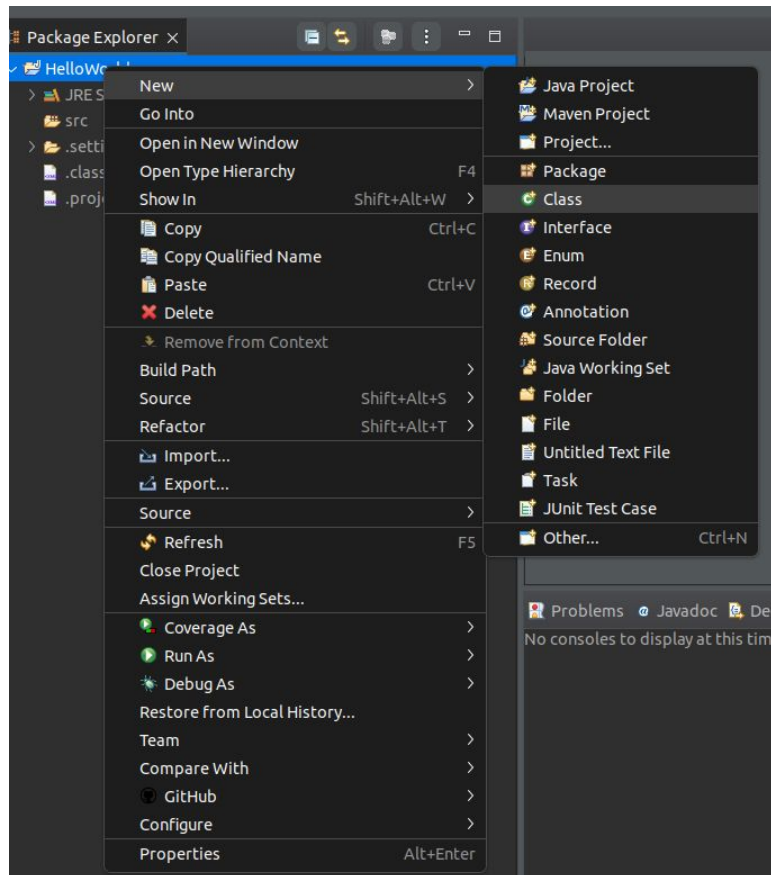 Package Explorer
HelloWo
JRE S
src
.setti
.class
.proj
New
Go Into
Open in New Window
Open Type Hierarchy F4
Show In Shift+Alt+W
Copy Ctrl+C
Copy Qualified Name
Paste Ctrl+V
Delete
Remove from Context
Build Path
Source Shift+Alt+S
Refactor Shift+Alt+T
Import...
Export...
Source
Refresh F5
Close Project
Assign Working Sets...
Coverage As
Run As
Debug As
Restore from Local History...
Team
Compare With
GitHub
Configure
Properties Alt+Enter
Java Project
Maven Project
Project...
Package
Class
Interface
Enum
Record
Annotation
Source Folder
Java Working Set
Folder
File
Untitled Text File
Task
JUnit Test Case
Other... Ctrl+N
Problems @ Javadoc De
No consoles to display at this tim